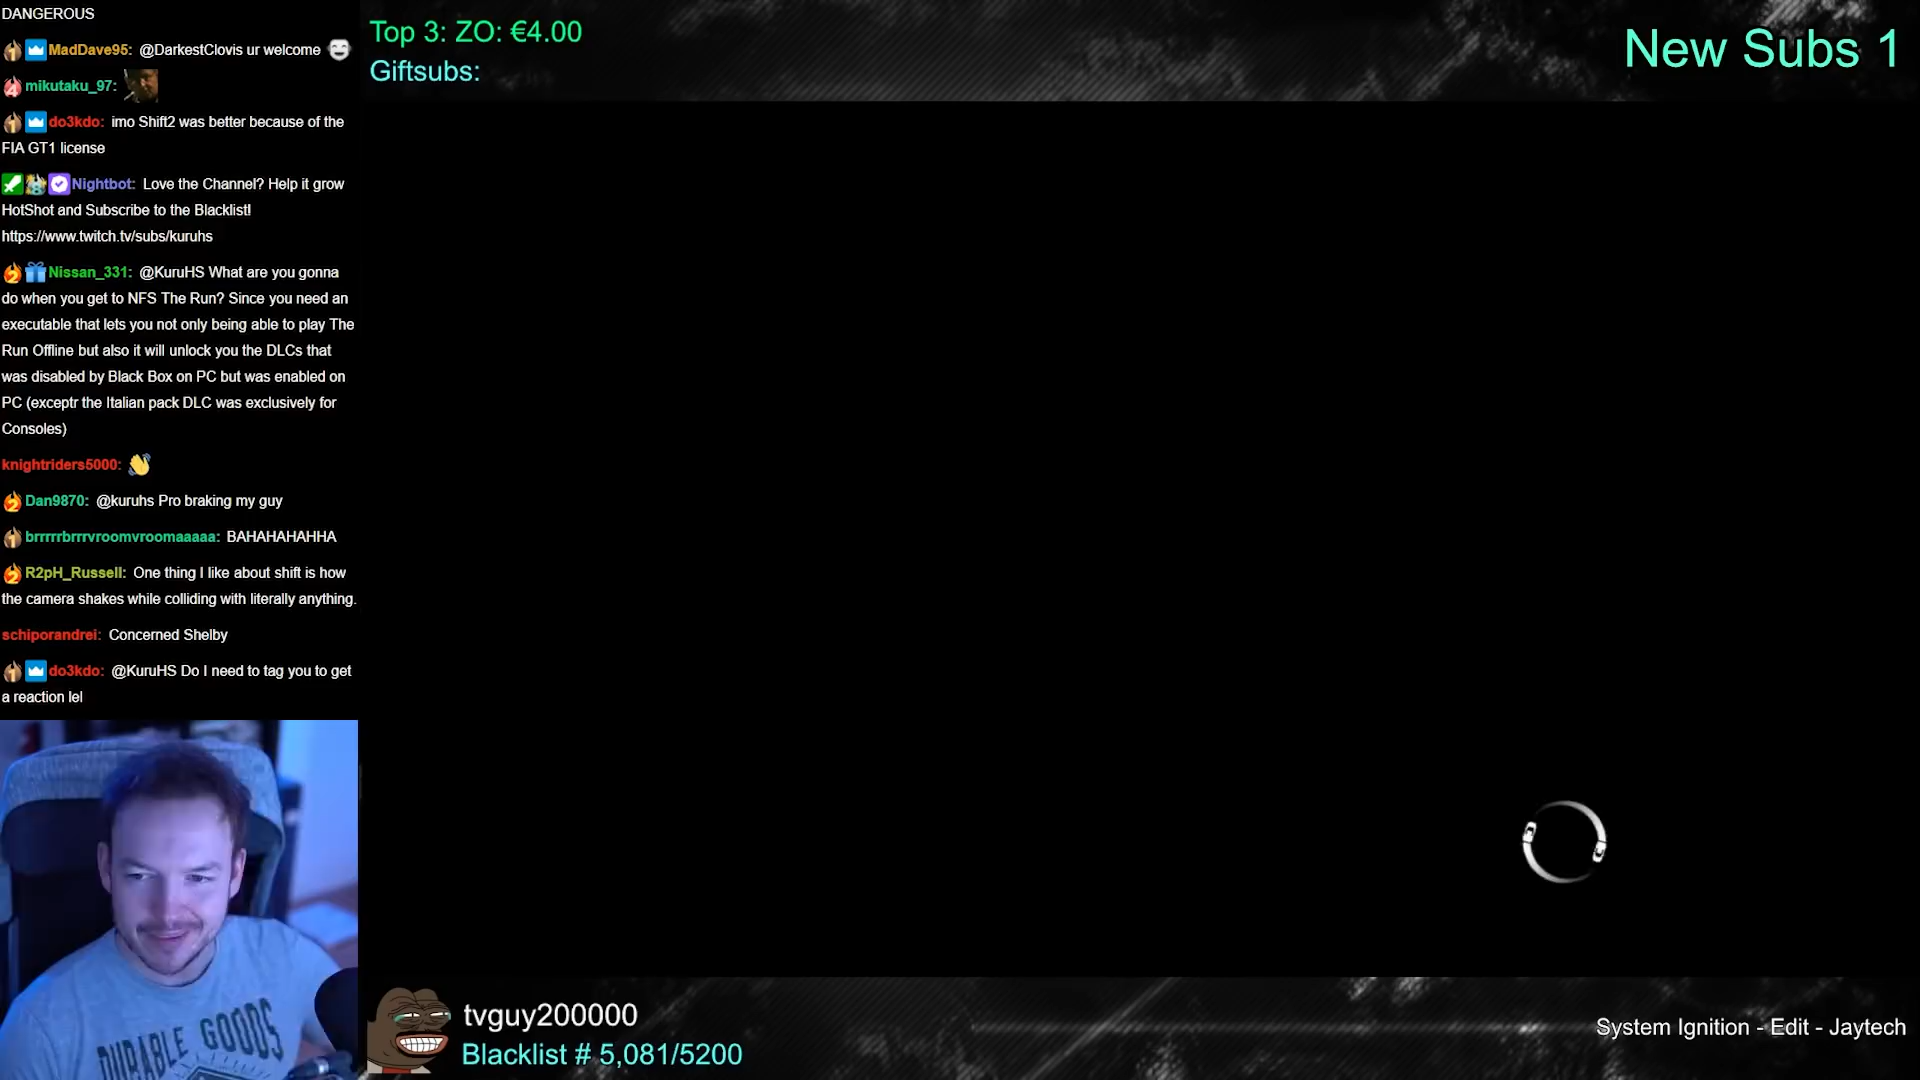 DANGEROUS
MadDave95: @DarkestClovis ur welcome
mikutaku_97:
do3kdo: imo Shift2 was better because of the
FIA GT1 license
Nightbot: Love the Channel? Help it grow
HotShot and Subscribe to the Blacklist!
https://www.twitch.tv/subs/kuruhs
Nissan_331: @KuruHS What are you gonna
do when you get to NFS The Run? Since you need an
executable that lets you not only being able to play The
Run Offline but also it will unlock you the DLCs that
was disabled by Black Box on PC but was enabled on
PC (exceptr the Italian pack DLC was exclusively for
Consoles)
knightriders5000:
Dan9870: @kuruhs Pro braking my guy
brrrrrbrrrvroomvroomaaaaa: BAHAHAHAHHA
R2pH_Russell: One thing I like about shift is how
the camera shakes while colliding with literally anything.
schiporandrei: Concerned Shelby
do3kdo: @KuruHS Do I need to tag you to get
a reaction lel
DURABLE GOODS
Top 3: ZO: €4.00
Giftsubs:
New Subs 1
tvguy200000
Blacklist # 5,081/5200
System Ignition - Edit - Jaytech